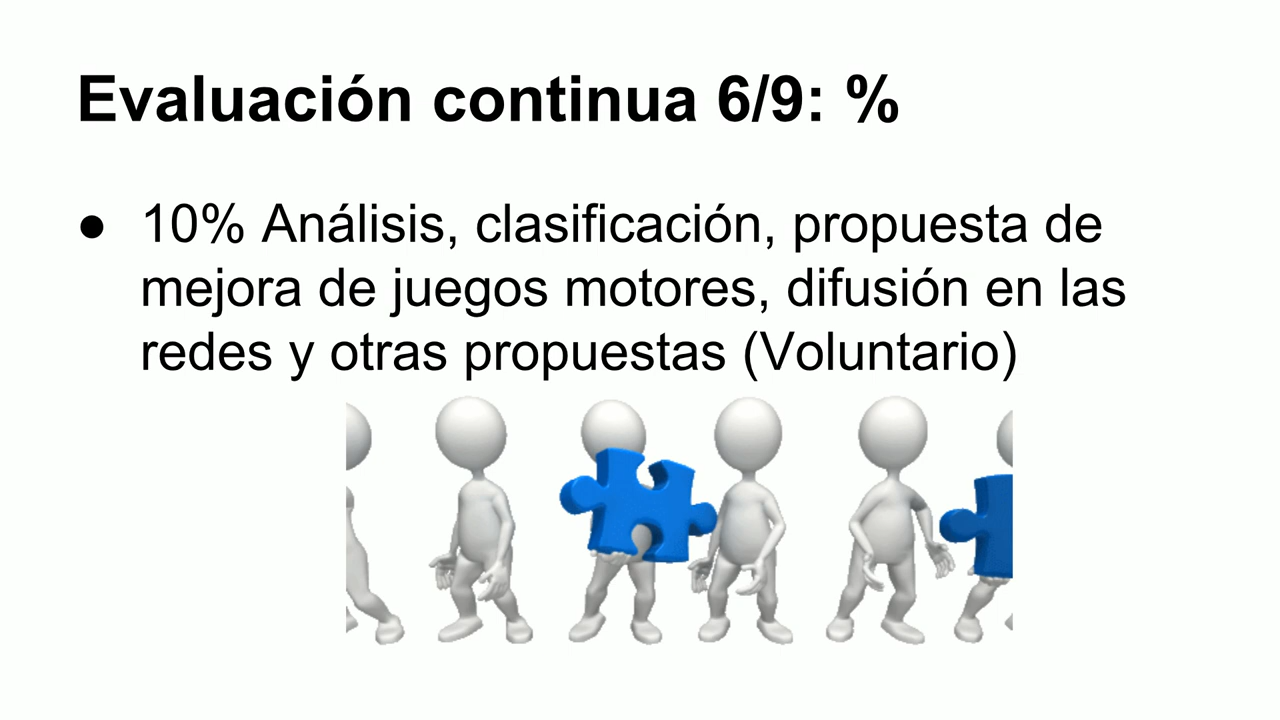 Evaluación continua 6/9: %
● 10% Análisis, clasificación, propuesta de
mejora de juegos motores, difusión en las
redes y otras propuestas (Voluntario)